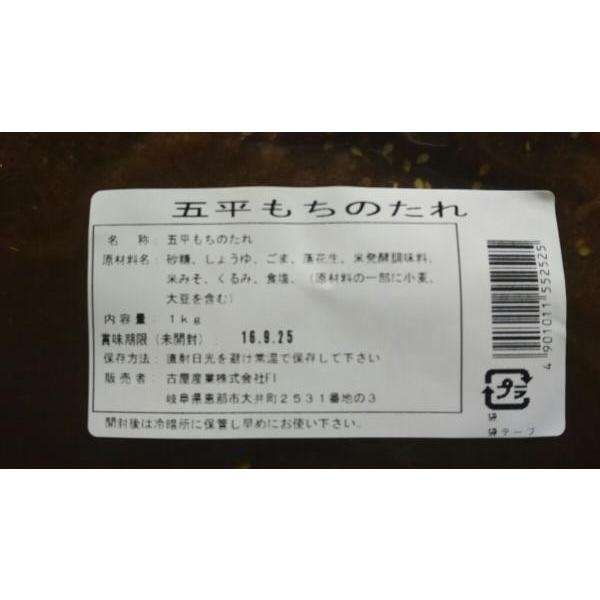 五平もちのたれ
名 称: 五平もちのたれ
原材料名: 砂糖、しょうゆ、ごま、落花生、米発酵調味料、
米みそ、くるみ、食塩、(原材料の一部に小麦、
大豆を含む)
内容量: 1kg
賞味期限(未開封): 16.9.25
保存方法: 直射日光を避け常温で保存して下さい
販売者: 古屋産業株式会社FI
岐阜県恵那市大井町2531番地の3
開封後は冷暗所に保管し早めにお使い下さい。
4901011552525
プラ
袋
袋テープ